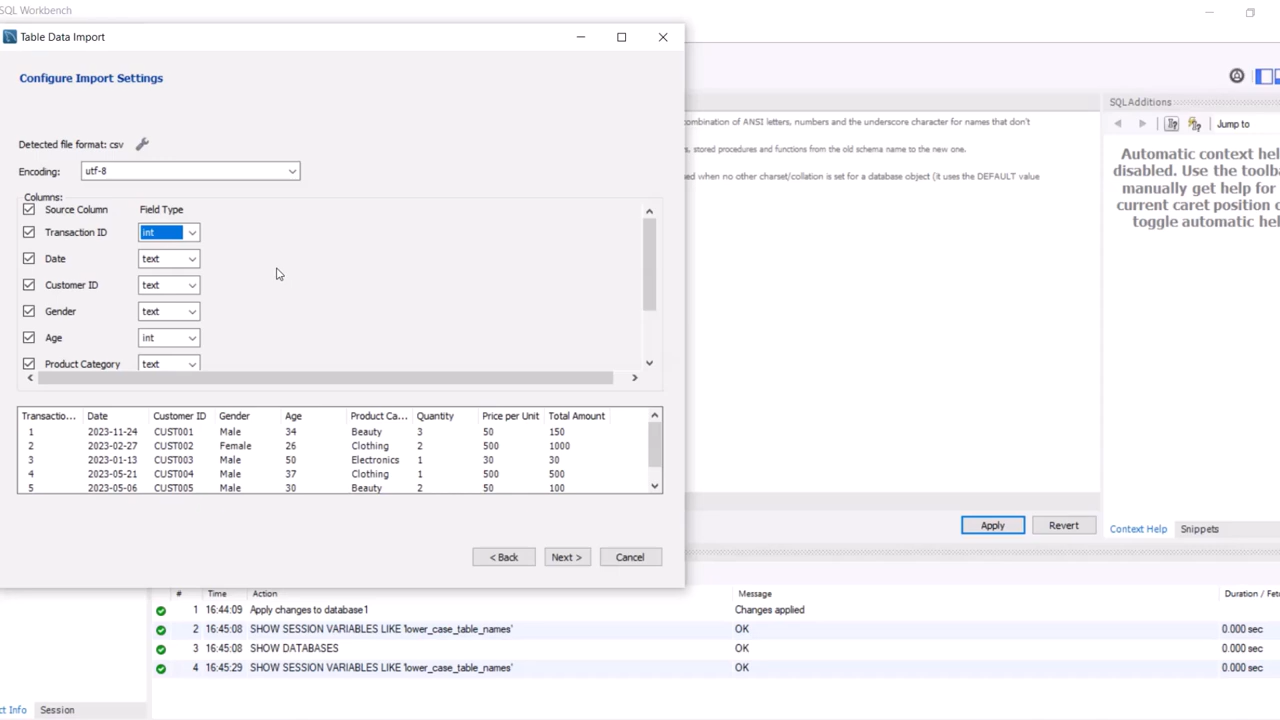 SQL Workbench
Table Data Import
Configure Import Settings
Detected file format: csv
Encoding: utf-8
Columns:
Source Column Field Type
Transaction ID int
Date text
Customer ID text
Gender text
Age int
Product Category text
Transactio... Date Customer ID Gender Age Product Ca... Quantity Price per Unit Total Amount
1 2023-11-24 CUST001 Male 34 Beauty 3 50 150
2 2023-02-27 CUST002 Female 26 Clothing 2 500 1000
3 2023-01-13 CUST003 Male 50 Electronics 1 30 30
4 2023-05-21 CUST004 Male 37 Clothing 1 500 500
5 2023-05-06 CUST005 Male 30 Beauty 2 50 100
< Back Next > Cancel
ombination of ANSI letters, numbers and the underscore character for names that don't
s, stored procedures and functions from the old schema name to the new one.
ed when no other charset/collation is set for a database object (it uses the DEFAULT value
Apply Revert
SQLAdditions
Jump to
Automatic context hel
disabled. Use the toolba
manually get help for
current caret position o
toggle automatic hel
Context Help Snippets
# Time Action Message Duration / Fetc
1 16:44:09 Apply changes to database1 Changes applied
2 16:45:08 SHOW SESSION VARIABLES LIKE 'lower_case_table_names' OK 0.000 sec
3 16:45:08 SHOW DATABASES OK 0.000 sec
4 16:45:29 SHOW SESSION VARIABLES LIKE 'lower_case_table_names' OK 0.000 sec
ct Info Session